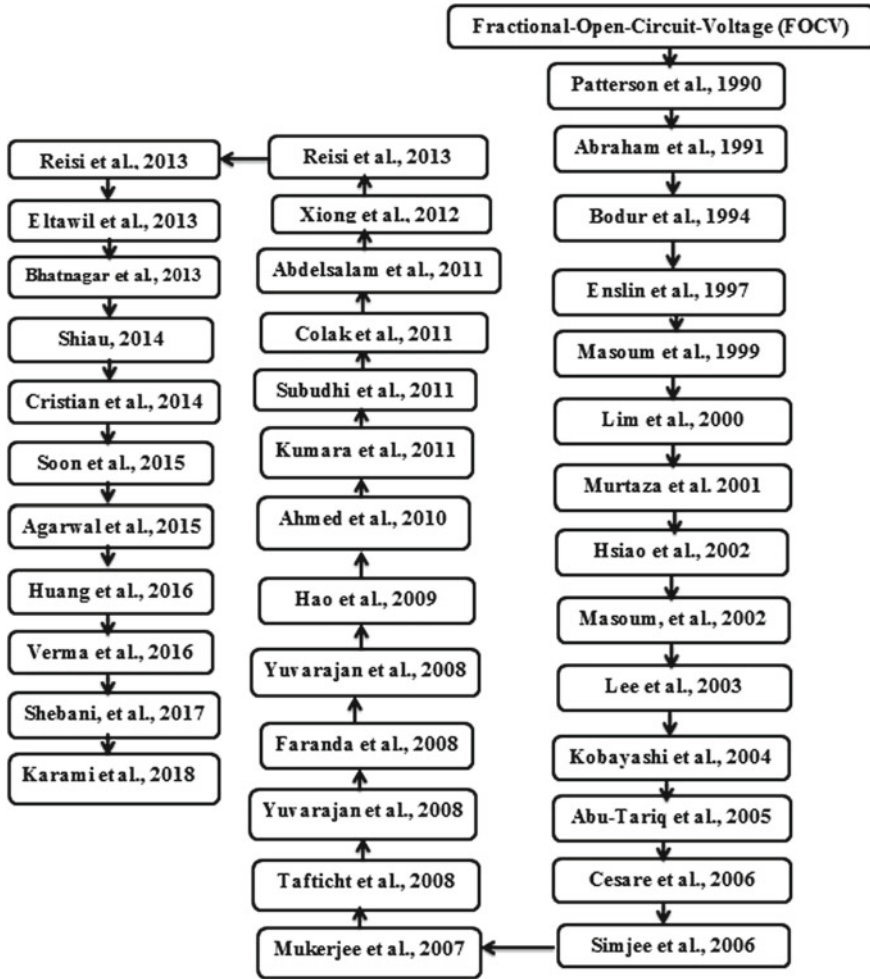 Fractional-Open-Circuit-Voltage (FOCV)
Patterson et al., 1990
Abraham et al., 1991
Bodur et al., 1994
Enslin et al., 1997
Masoum et al., 1999
Lim et al., 2000
Murtaza et al. 2001
Hsiao et al., 2002
Masoum, et al., 2002
Lee et al., 2003
Kobayashi et al., 2004
Abu-Tariq et al., 2005
Cesare et al., 2006
Simjee et al., 2006
Mukerjee et al., 2007
Tafticht et al., 2008
Yuvarajan et al., 2008
Faranda et al., 2008
Yuvarajan et al., 2008
Hao et al., 2009
Ahmed et al., 2010
Kumara et al., 2011
Subudhi et al., 2011
Colak et al., 2011
Abdelsalam et al., 2011
Xiong et al., 2012
Reisi et al., 2013
Reisi et al., 2013
Eltawil et al., 2013
Bhatnagar et al., 2013
Shiau, 2014
Cristian et al., 2014
Soon et al., 2015
Agarwal et al., 2015
Huang et al., 2016
Verma et al., 2016
Shebani, et al., 2017
Karami et al., 2018